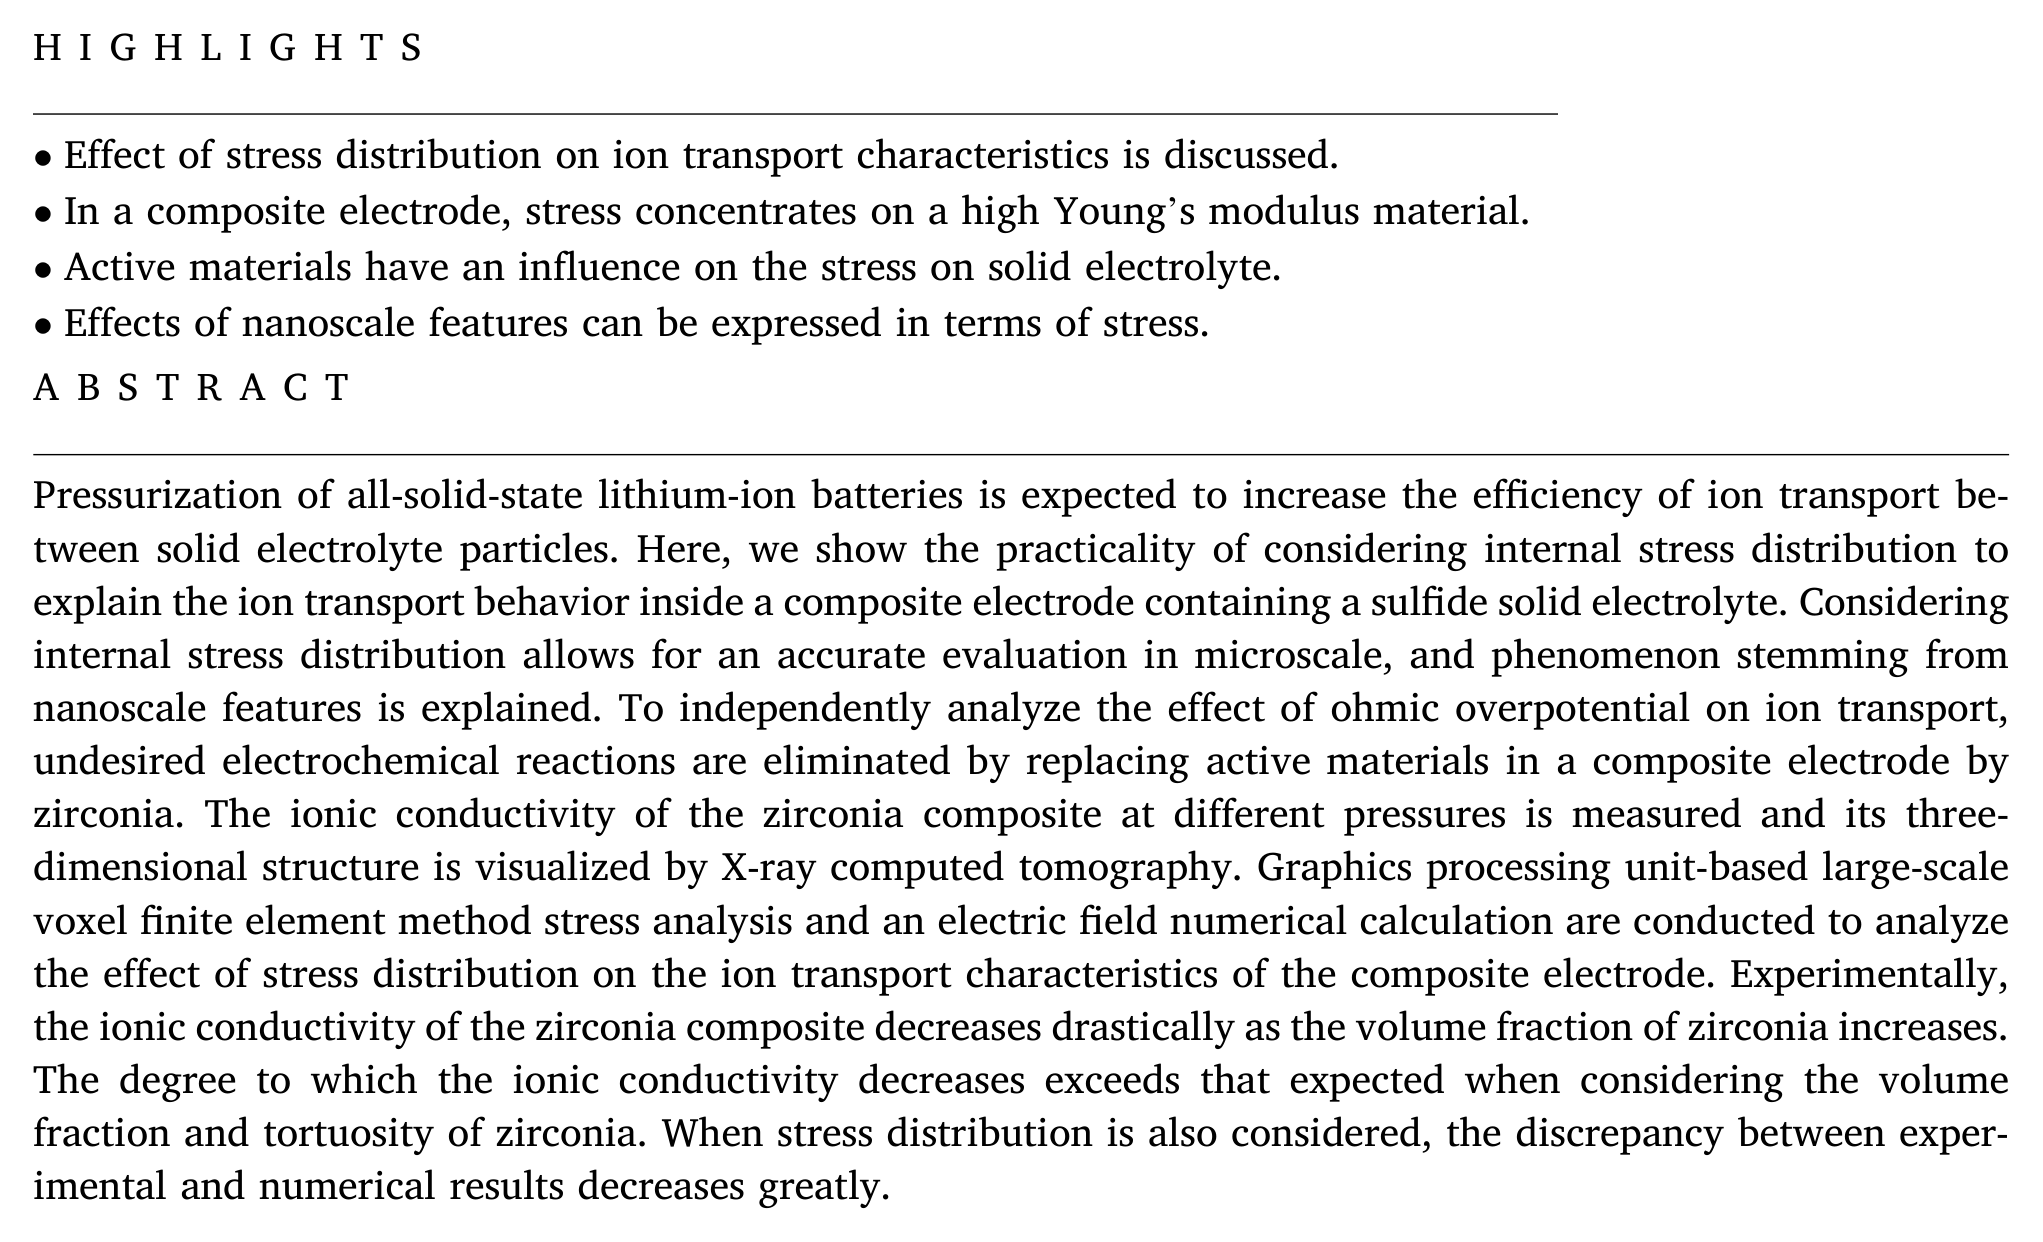 H I G H L I G H T S
• Effect of stress distribution on ion transport characteristics is discussed.
• In a composite electrode, stress concentrates on a high Young’s modulus material.
• Active materials have an influence on the stress on solid electrolyte.
• Effects of nanoscale features can be expressed in terms of stress.
A B S T R A C T
Pressurization of all-solid-state lithium-ion batteries is expected to increase the efficiency of ion transport be-
tween solid electrolyte particles. Here, we show the practicality of considering internal stress distribution to
explain the ion transport behavior inside a composite electrode containing a sulfide solid electrolyte. Considering
internal stress distribution allows for an accurate evaluation in microscale, and phenomenon stemming from
nanoscale features is explained. To independently analyze the effect of ohmic overpotential on ion transport,
undesired electrochemical reactions are eliminated by replacing active materials in a composite electrode by
zirconia. The ionic conductivity of the zirconia composite at different pressures is measured and its three-
dimensional structure is visualized by X-ray computed tomography. Graphics processing unit-based large-scale
voxel finite element method stress analysis and an electric field numerical calculation are conducted to analyze
the effect of stress distribution on the ion transport characteristics of the composite electrode. Experimentally,
the ionic conductivity of the zirconia composite decreases drastically as the volume fraction of zirconia increases.
The degree to which the ionic conductivity decreases exceeds that expected when considering the volume
fraction and tortuosity of zirconia. When stress distribution is also considered, the discrepancy between exper-
imental and numerical results decreases greatly.